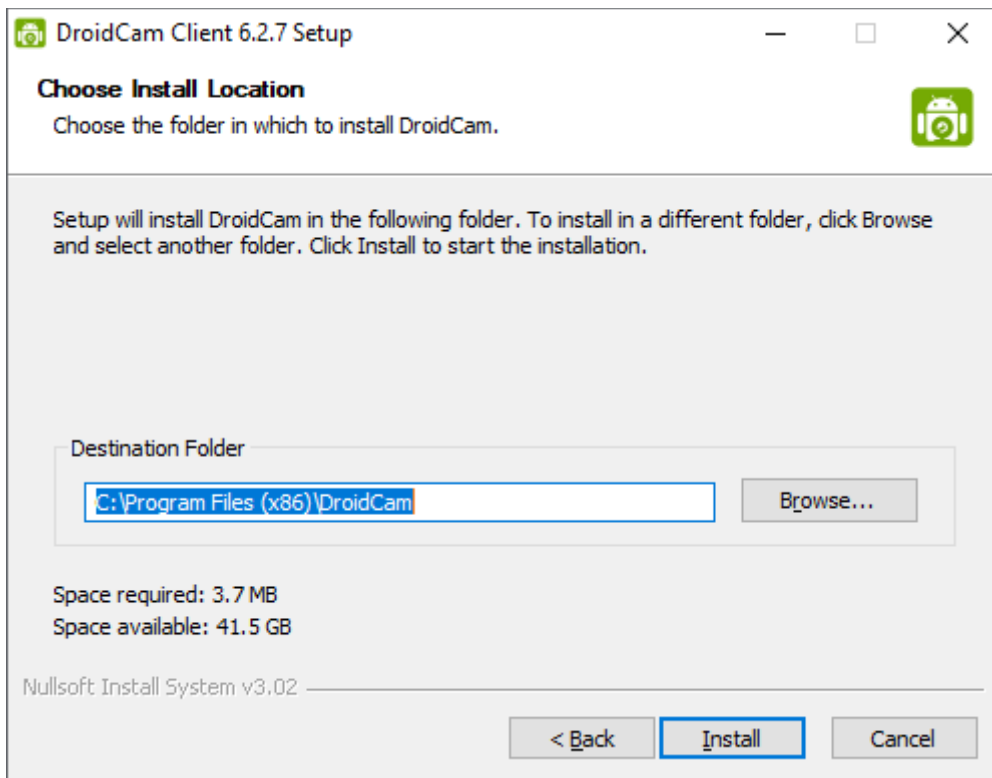 DroidCam Client 6.2.7 Setup
Choose Install Location
Choose the folder in which to install DroidCam.
Setup will install DroidCam in the following folder. To install in a different folder, click Browse
and select another folder. Click Install to start the installation.
Destination Folder
C:\Program Files (x86)\DroidCam
Browse...
Space required: 3.7 MB
Space available: 41.5 GB
Nullsoft Install System v3.02
< Back
Install
Cancel